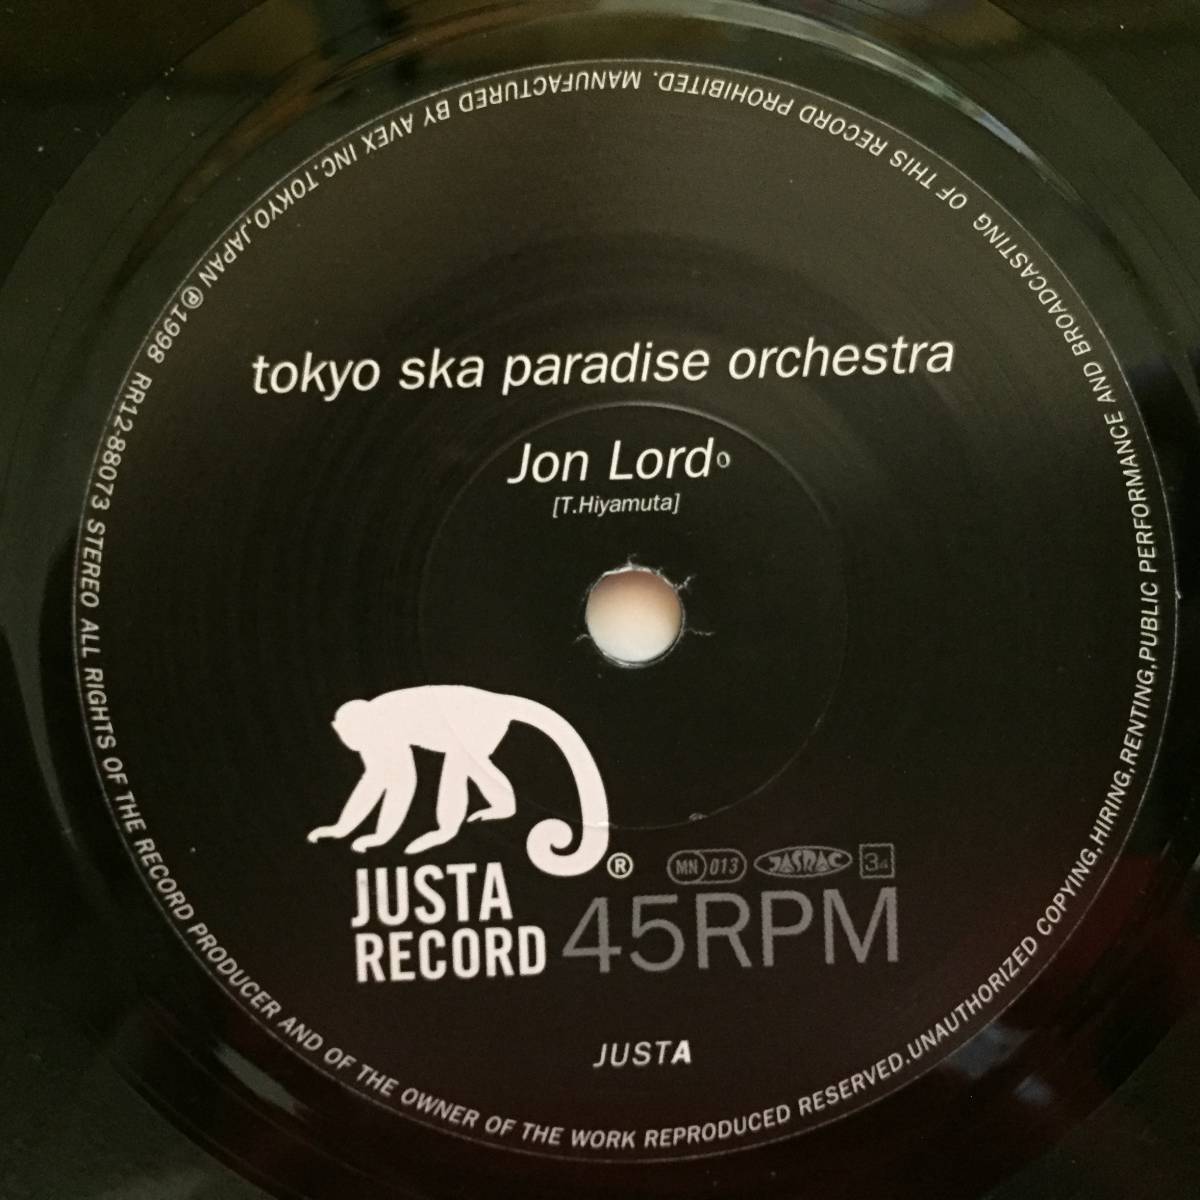 tokyo ska paradise orchestra
Jon Lord
[T.Hiyamuta]
JUSTA
RECORD
®
MN 013
JASRAC
45RPM
JUSTA
MANUFACTURED BY AVEX INC.TOKYO,JAPAN ℗1998 RR12-88073 STEREO ALL RIGHTS OF THE RECORD PRODUCER AND OF THE OWNER OF THE WORK REPRODUCED RESERVED.UNAUTHORIZED COPYING,HIRING,RENTING,PUBLIC PERFORMANCE AND BROADCASTING OF THIS RECORD PROHIBITED.